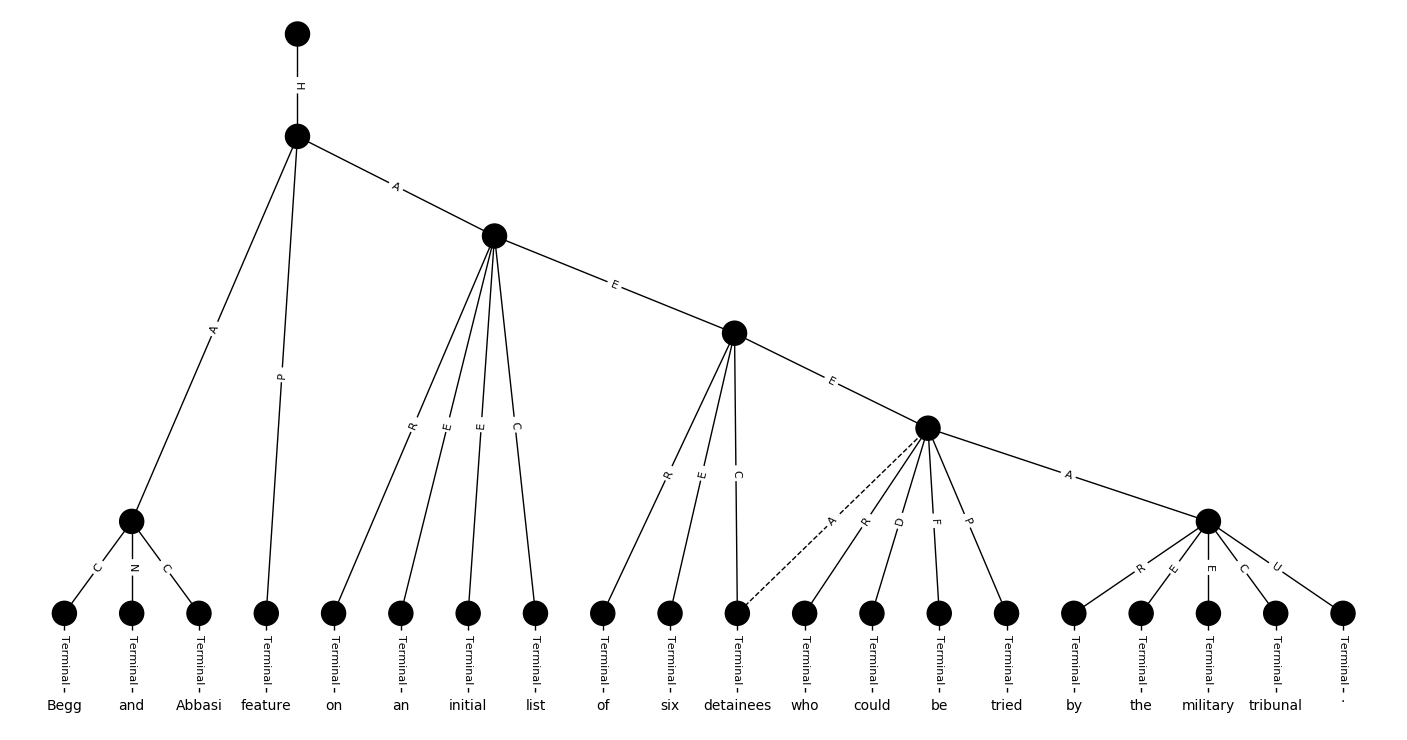 H
A
E
A
P
E
R
E
E
C
A
R
E
C
A
R
D
F
P
C
N
C
R
E
E
C
U
Terminal Terminal Terminal Terminal Terminal Terminal Terminal Terminal Terminal Terminal Terminal Terminal Terminal Terminal Terminal Terminal Terminal Terminal Terminal Terminal
Begg and Abbasi feature on an initial list of six detainees who could be tried by the military tribunal .